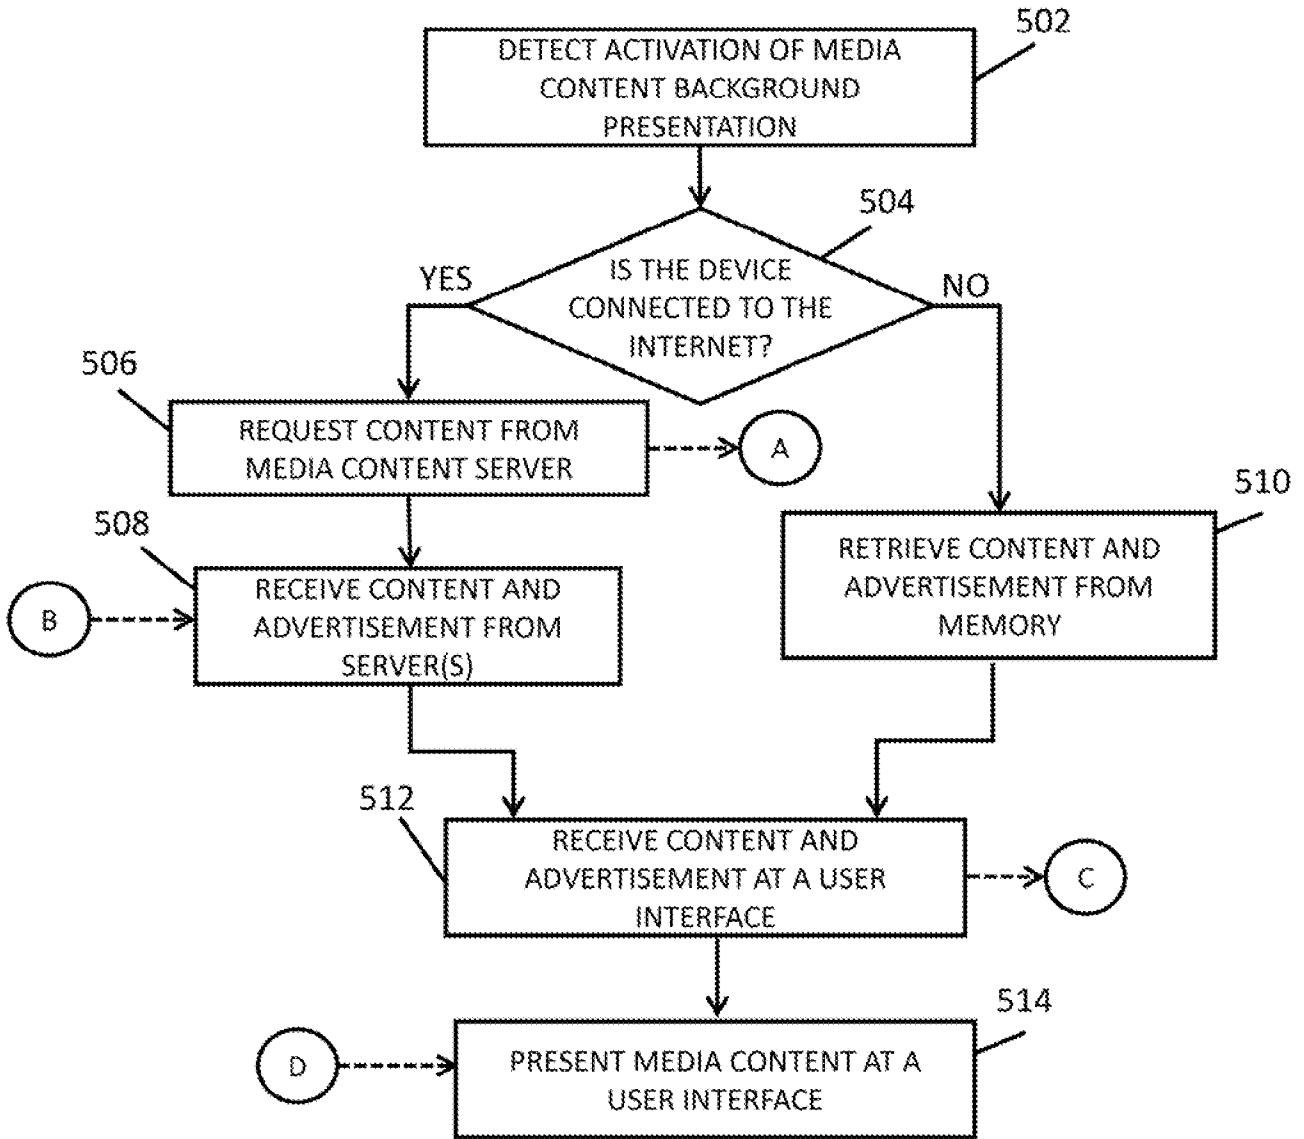 502
DETECT ACTIVATION OF MEDIA
CONTENT BACKGROUND
PRESENTATION
504
IS THE DEVICE
CONNECTED TO THE
INTERNET?
YES
NO
506
REQUEST CONTENT FROM
MEDIA CONTENT SERVER
A
508
RECEIVE CONTENT AND
ADVERTISEMENT FROM
SERVER(S)
B
510
RETRIEVE CONTENT AND
ADVERTISEMENT FROM
MEMORY
512
RECEIVE CONTENT AND
ADVERTISEMENT AT A USER
INTERFACE
C
514
PRESENT MEDIA CONTENT AT A
USER INTERFACE
D